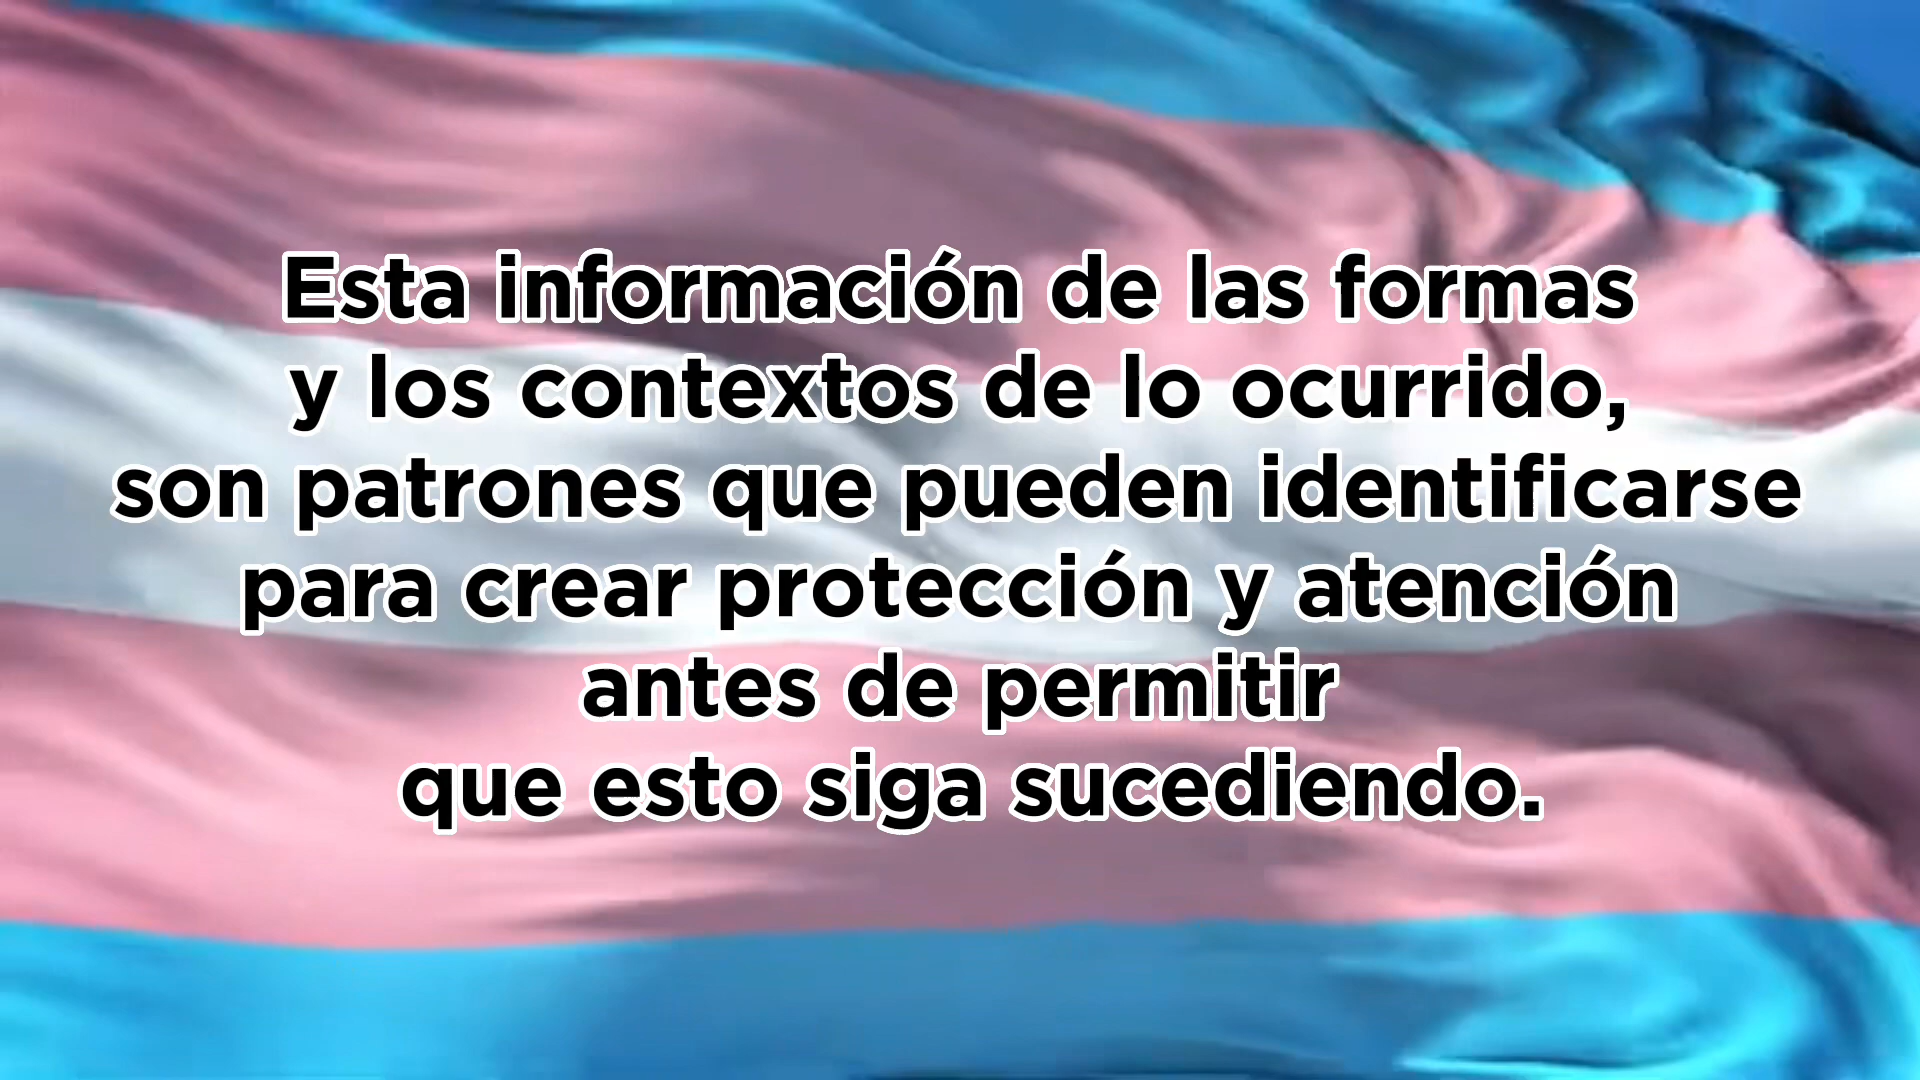 Esta información de las formas
y los contextos de lo ocurrido,
son patrones que pueden identificarse
para crear protección y atención
antes de permitir
que esto siga sucediendo.